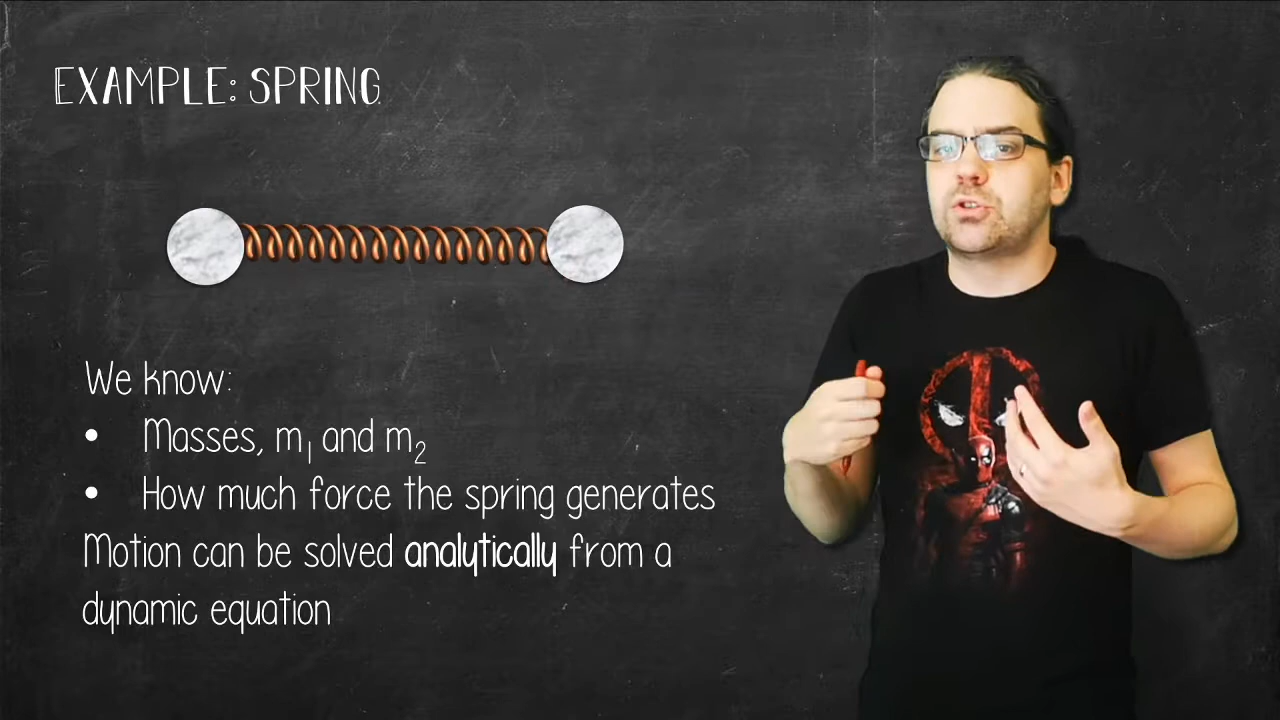 EXAMPLE: SPRING
We know:
• Masses, m₁ and m₂
• How much force the spring generates
Motion can be solved analytically from a
dynamic equation